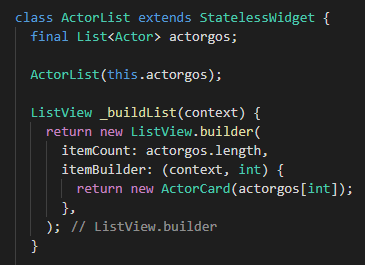 class ActorList extends StatelessWidget {
  final List<Actor> actorgos;

  ActorList(this.actorgos);

  ListView _buildList(context) {
    return new ListView.builder(
      itemCount: actorgos.length,
      itemBuilder: (context, int) {
        return new ActorCard(actorgos[int]);
      },
    ); // ListView.builder
  }